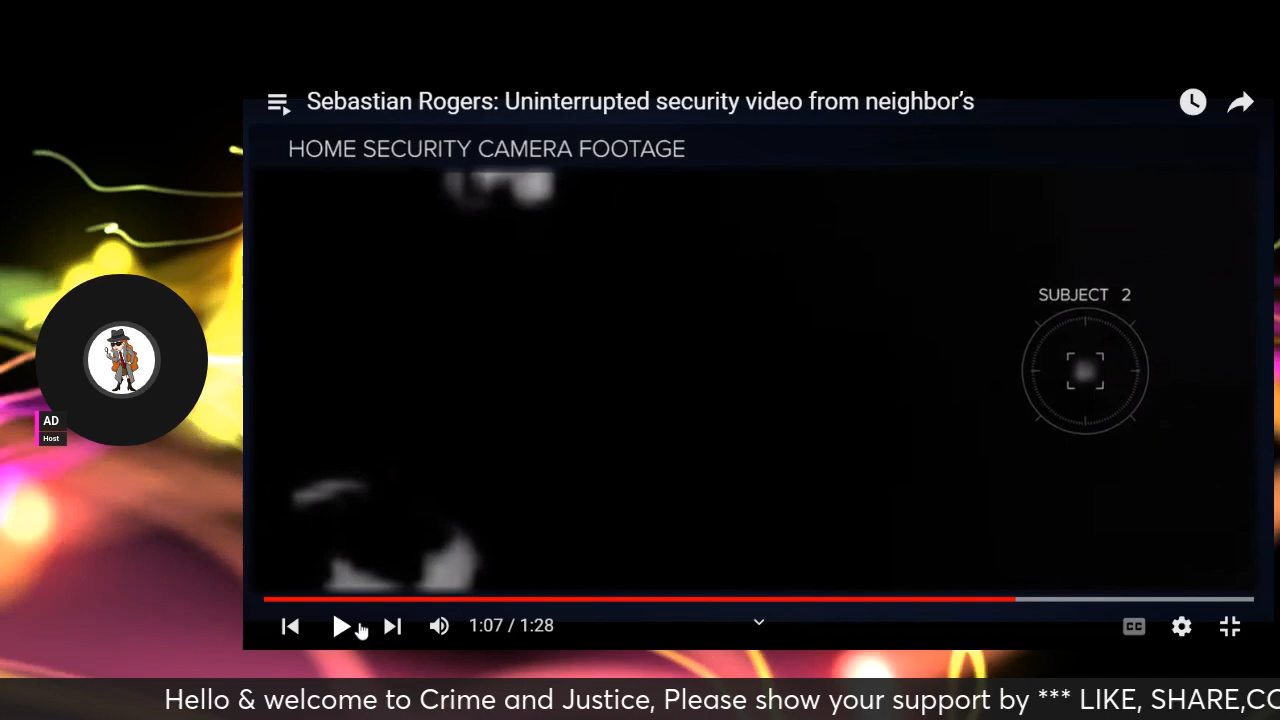 Sebastian Rogers: Uninterrupted security video from neighbor’s
HOME SECURITY CAMERA FOOTAGE
SUBJECT 2
AD
Host
1:07 / 1:28
CC
Hello & welcome to Crime and Justice, Please show your support by *** LIKE, SHARE,CO